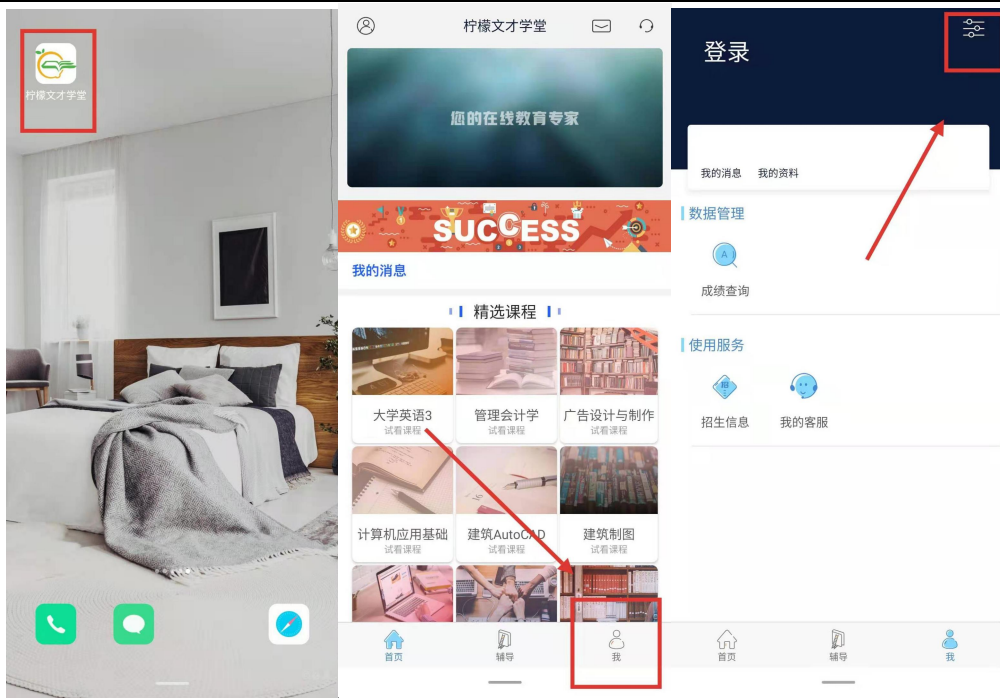 柠檬文才学堂
柠檬文才学堂
您的在线教育专家
SUCCESS
我的消息
精选课程
大学英语3
试看课程
管理会计学
试看课程
广告设计与制作
试看课程
计算机应用基础
试看课程
建筑AutoCAD
试看课程
建筑制图
试看课程
首页
辅导
我
登录
我的消息 我的资料
数据管理
A
成绩查询
使用服务
招生信息
我的客服
首页
辅导
我